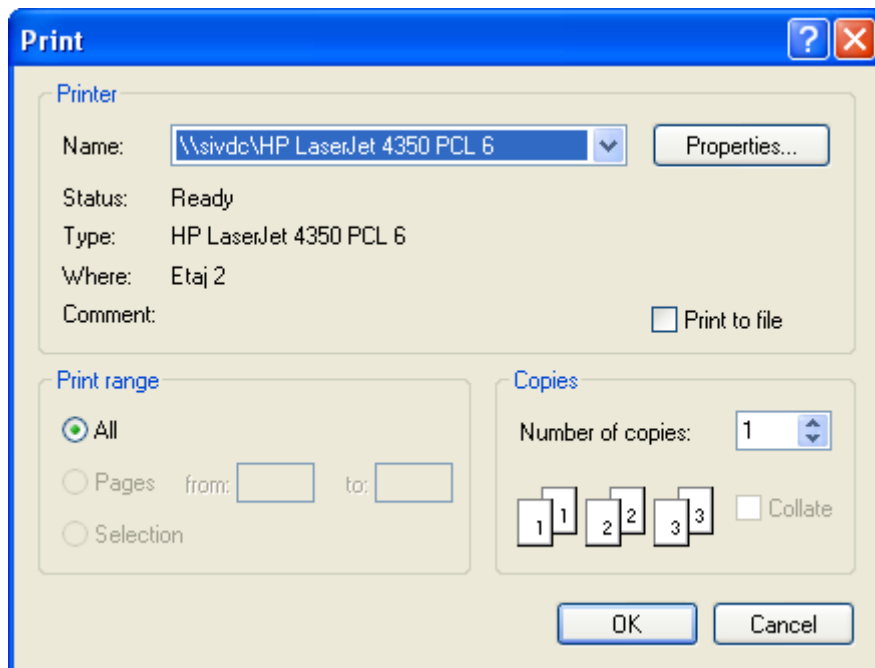 Print
Printer
Name: \\sivdc\HP LaserJet 4350 PCL 6 Properties...
Status: Ready
Type: HP LaserJet 4350 PCL 6
Where: Etaj 2
Comment:
Print to file
Print range
All
Pages from: to:
Selection
Copies
Number of copies: 1
1 1 2 2 3 3 Collate
OK Cancel